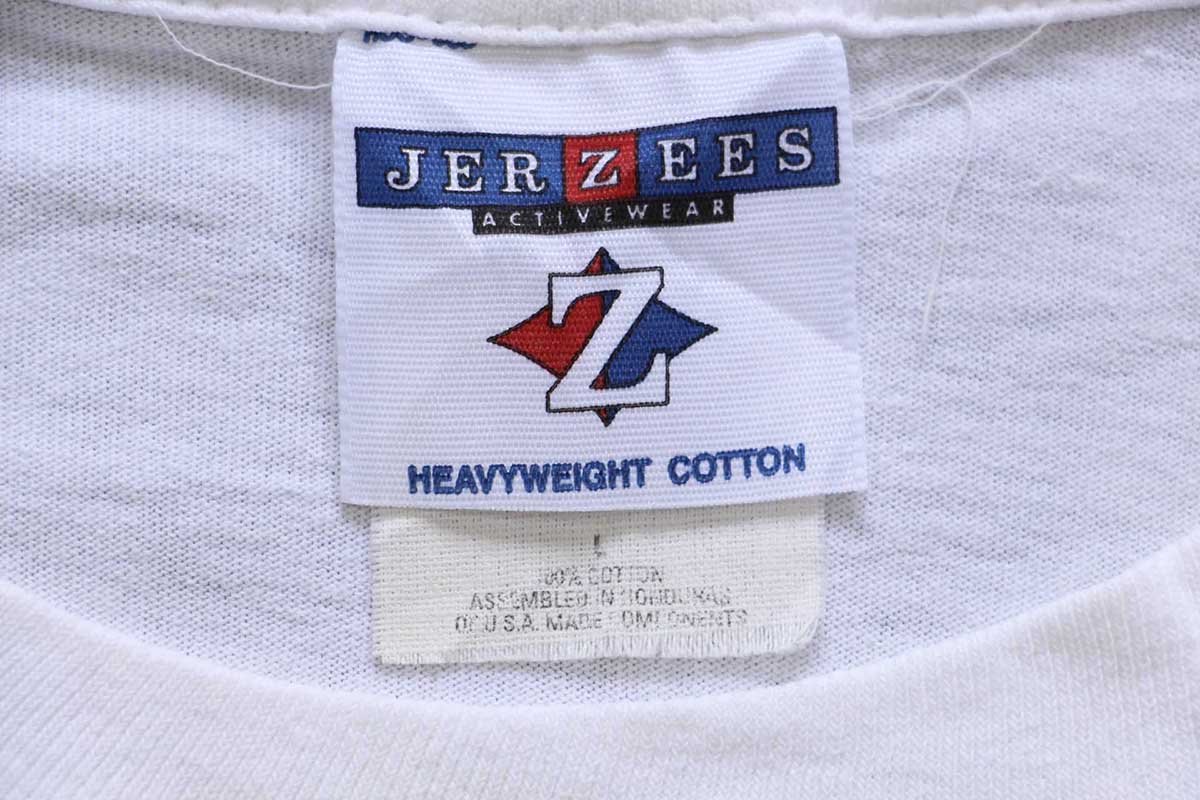 JERZEES
ACTIVEWEAR
Z
HEAVYWEIGHT COTTON
L
100% COTTON
ASSEMBLED IN HONDURAS
OF U.S.A. MADE COMPONENTS